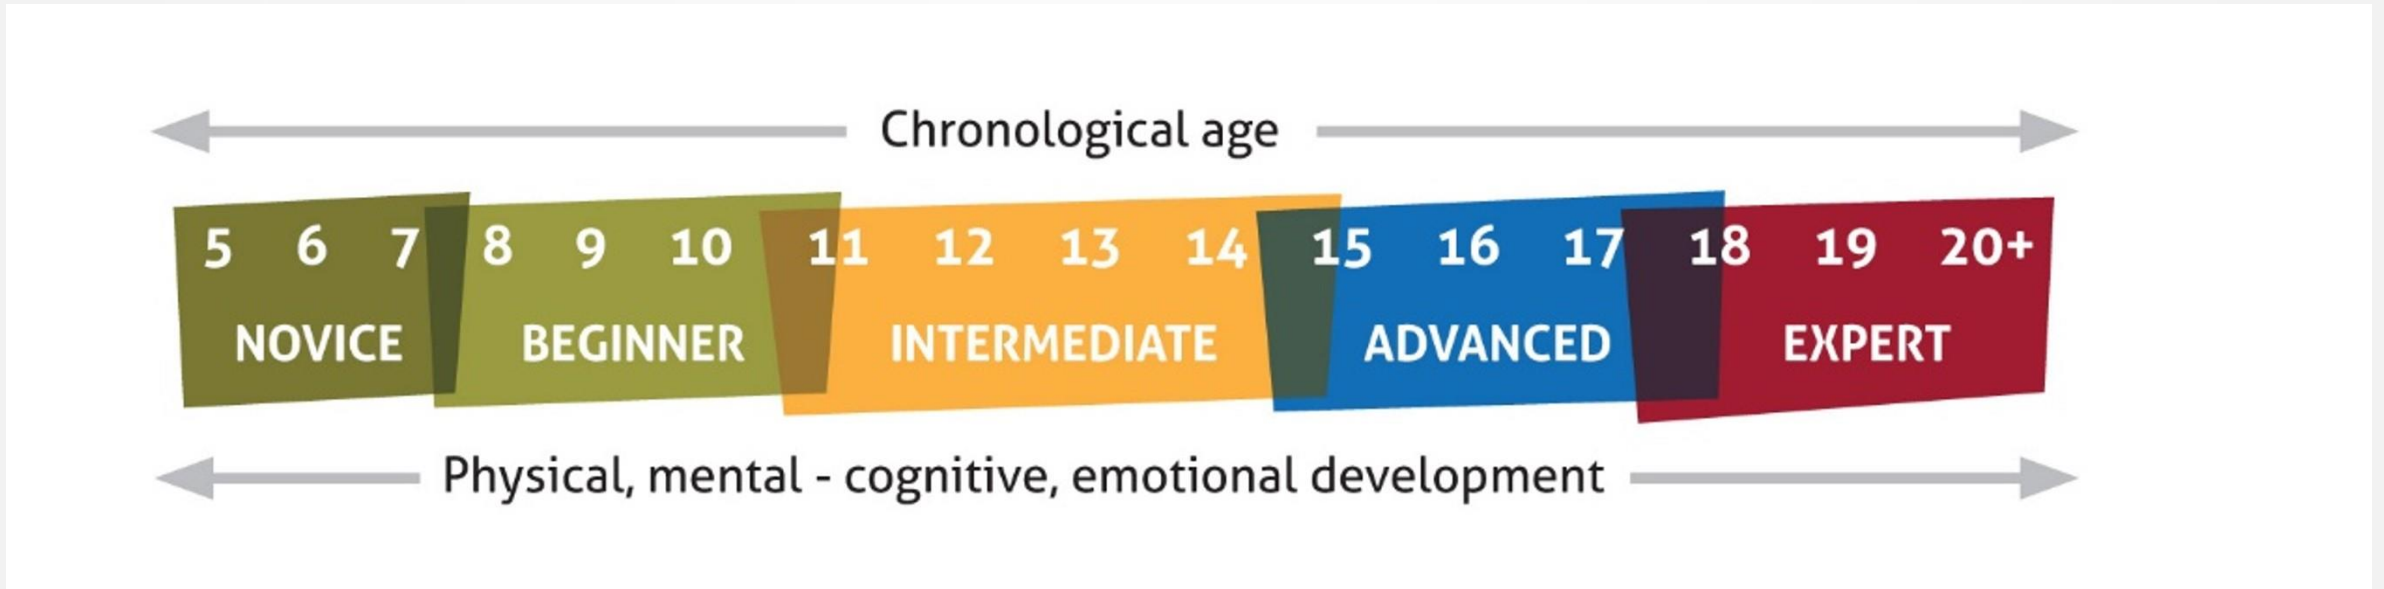 Chronological age
5 6 7 8 9 10 11 12 13 14 15 16 17 18 19 20+
NOVICE BEGINNER INTERMEDIATE ADVANCED EXPERT
Physical, mental - cognitive, emotional development